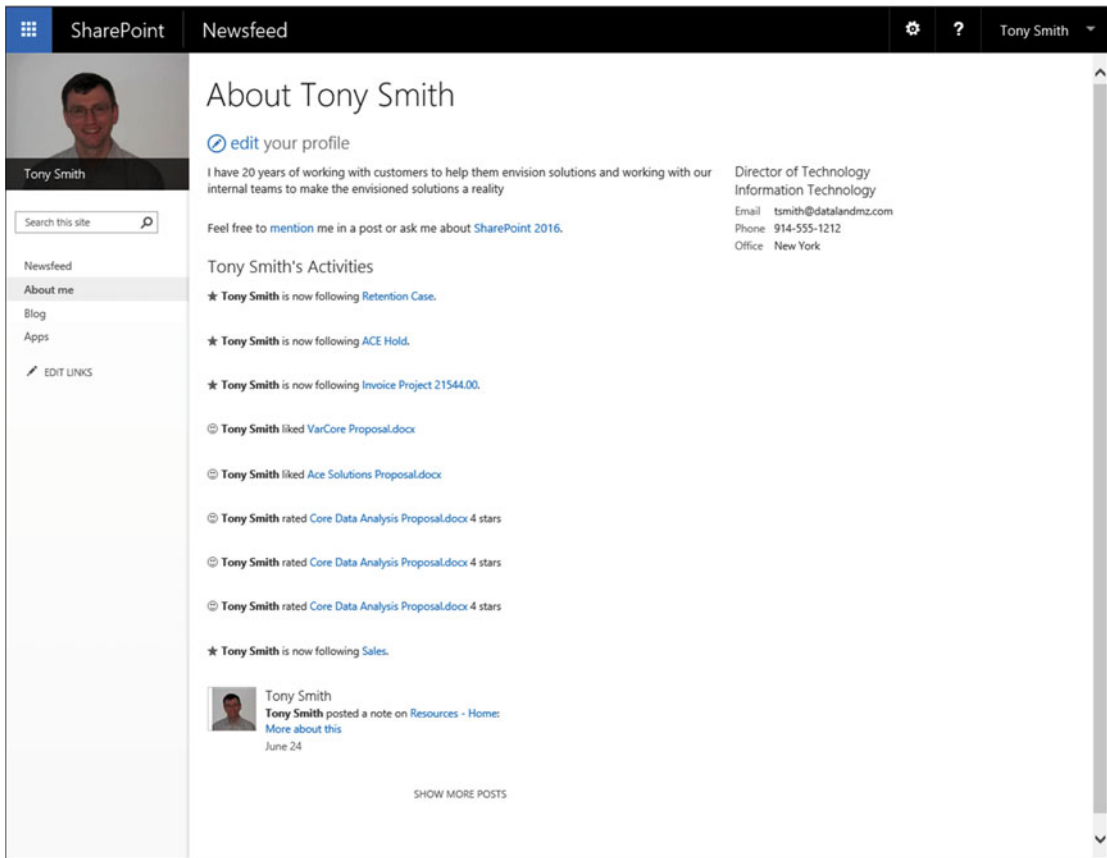 SharePoint
Newsfeed
?
Tony Smith
Tony Smith
Search this site
Newsfeed
About me
Blog
Apps
EDIT LINKS
About Tony Smith
edit your profile
I have 20 years of working with customers to help them envision solutions and working with our
internal teams to make the envisioned solutions a reality
Feel free to mention me in a post or ask me about SharePoint 2016.
Director of Technology
Information Technology
Email tsmith@datalandmz.com
Phone 914-555-1212
Office New York
Tony Smith's Activities
Tony Smith is now following Retention Case.
Tony Smith is now following ACE Hold.
Tony Smith is now following Invoice Project 21544.00.
Tony Smith liked VarCore Proposal.docx
Tony Smith liked Ace Solutions Proposal.docx
Tony Smith rated Core Data Analysis Proposal.docx 4 stars
Tony Smith rated Core Data Analysis Proposal.docx 4 stars
Tony Smith rated Core Data Analysis Proposal.docx 4 stars
Tony Smith is now following Sales.
Tony Smith
Tony Smith posted a note on Resources - Home:
More about this
June 24
SHOW MORE POSTS